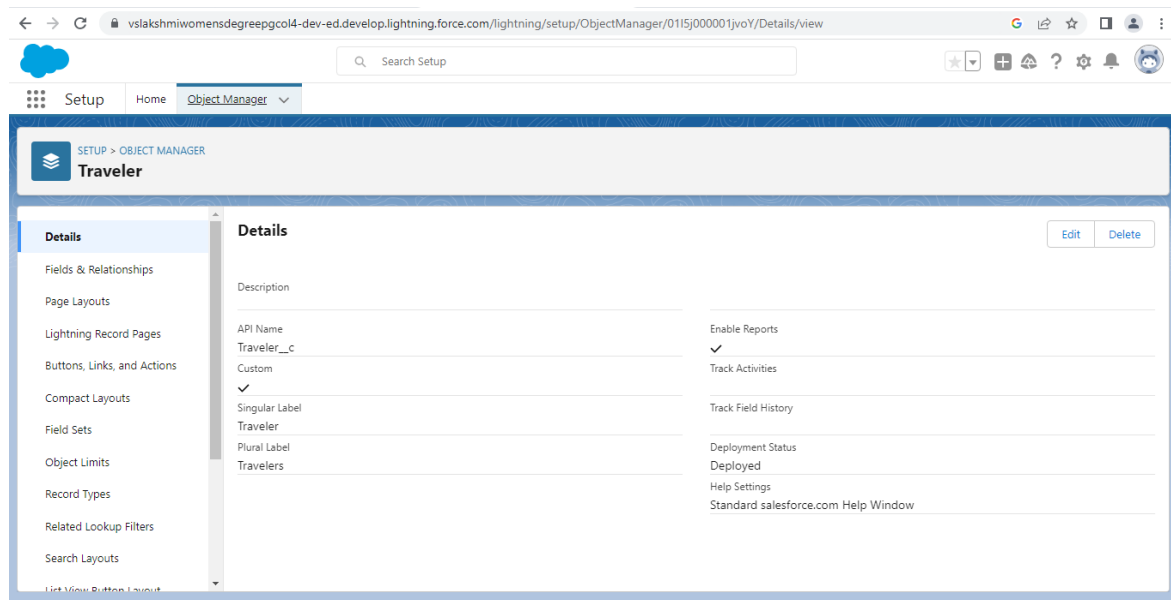 vslakshmiwomensdegreepgcol4-dev-ed.develop.lightning.force.com/lightning/setup/ObjectManager/01I5j000001jvoY/Details/view
Search Setup
Setup
Home
Object Manager
SETUP > OBJECT MANAGER
Traveler
Details
Fields & Relationships
Page Layouts
Lightning Record Pages
Buttons, Links, and Actions
Compact Layouts
Field Sets
Object Limits
Record Types
Related Lookup Filters
Search Layouts
List View Button Layout
Details
Edit
Delete
Description
API Name
Traveler__c
Custom
Singular Label
Traveler
Plural Label
Travelers
Enable Reports
Track Activities
Track Field History
Deployment Status
Deployed
Help Settings
Standard salesforce.com Help Window